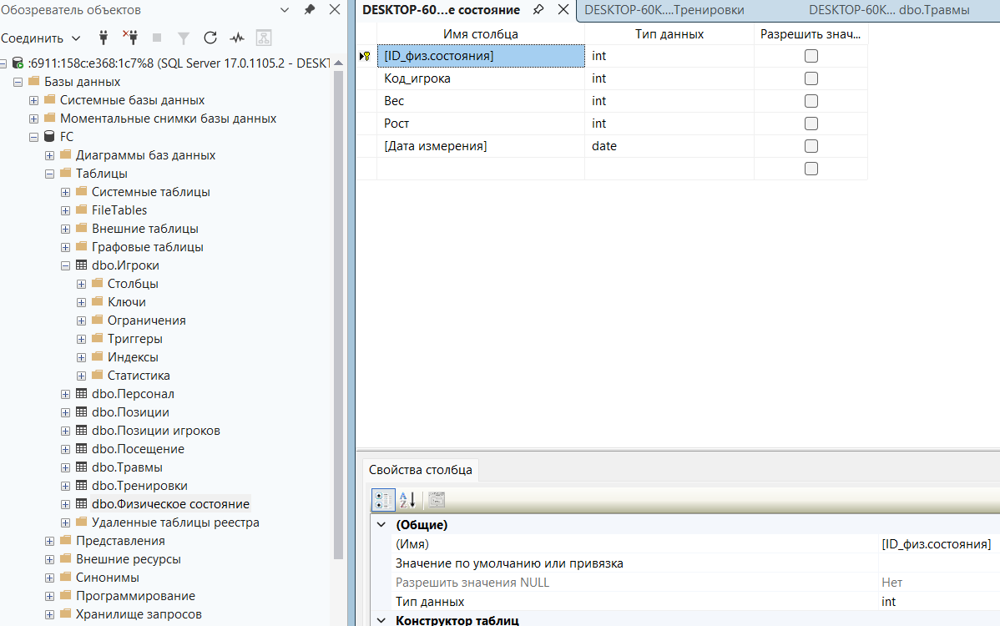 Обозреватель объектов
Соединить
:6911:158c:e368:1c7%8 (SQL Server 17.0.1105.2 - DESKT
Базы данных
Системные базы данных
Моментальные снимки базы данных
FC
Диаграммы баз данных
Таблицы
Системные таблицы
FileTables
Внешние таблицы
Графовые таблицы
dbo.Игроки
Столбцы
Ключи
Ограничения
Триггеры
Индексы
Статистика
dbo.Персонал
dbo.Позиции
dbo.Позиции игроков
dbo.Посещение
dbo.Травмы
dbo.Тренировки
dbo.Физическое состояние
Удаленные таблицы реестра
Представления
Внешние ресурсы
Синонимы
Программирование
Хранилище запросов
DESKTOP-60...е состояние DESKTOP-60K....Тренировки DESKTOP-60K... dbo.Травмы
Имя столбца Тип данных Разрешить знач...
[ID_физ.состояния] int
Код_игрока int
Вес int
Рост int
[Дата измерения] date
Свойства столбца
(Общие)
(Имя) [ID_физ.состояния]
Значение по умолчанию или привязка
Разрешить значения NULL Нет
Тип данных int
Конструктор таблиц